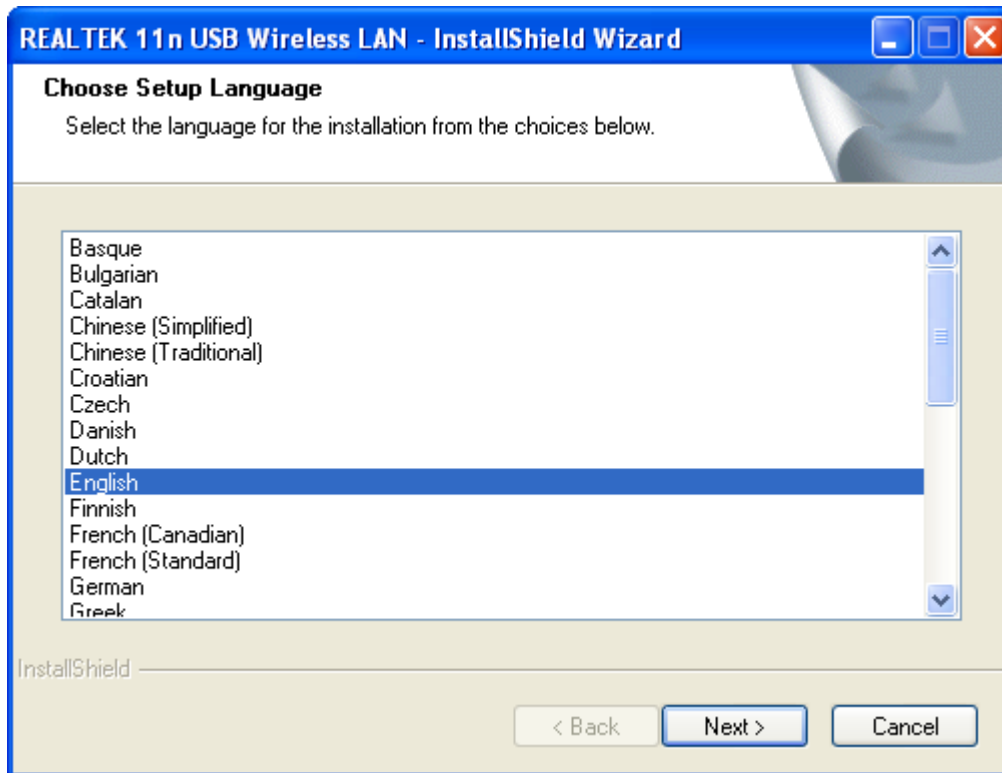 REALTEK 11n USB Wireless LAN - InstallShield Wizard
Choose Setup Language
Select the language for the installation from the choices below.
Basque
Bulgarian
Catalan
Chinese (Simplified)
Chinese (Traditional)
Croatian
Czech
Danish
Dutch
English
Finnish
French (Canadian)
French (Standard)
German
Greek
InstallShield
< Back
Next >
Cancel